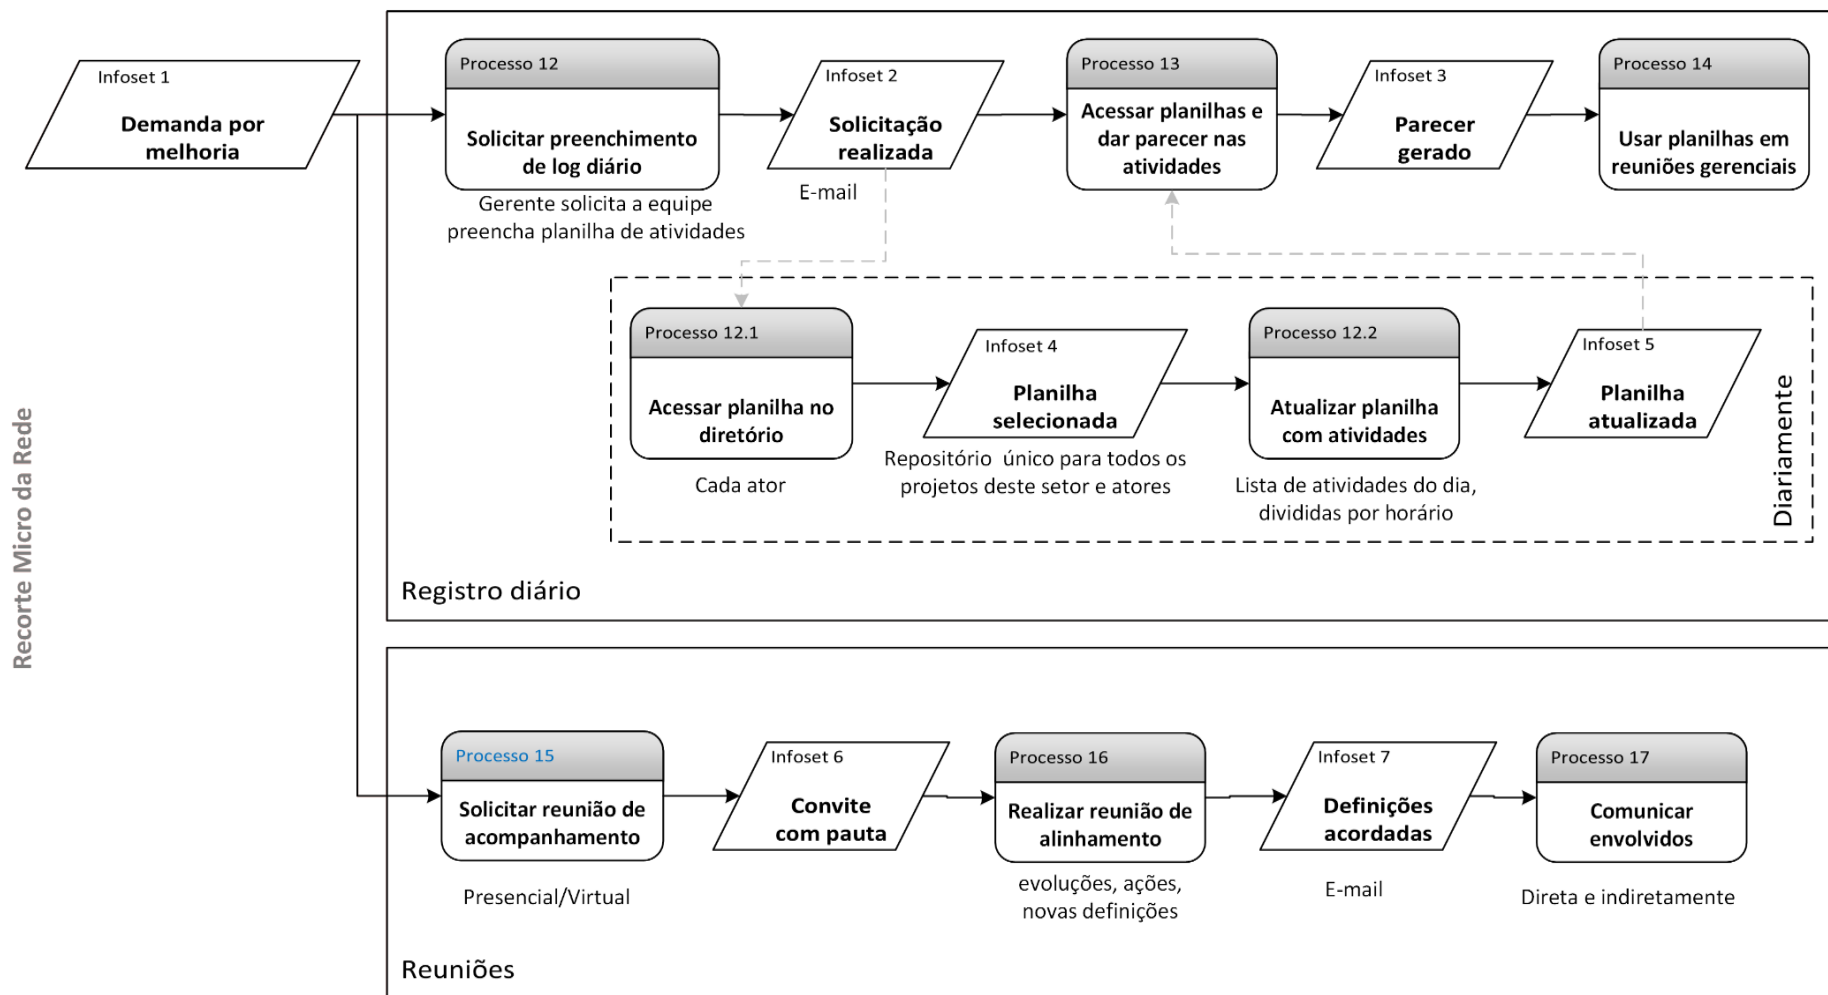 Recorte Micro da Rede
Infoset 1
Demanda por
melhoria
Processo 12
Solicitar preenchimento
de log diário
Gerente solicita a equipe
preencha planilha de atividades
Infoset 2
Solicitação
realizada
E-mail
Processo 13
Acessar planilhas e
dar parecer nas
atividades
Infoset 3
Parecer
gerado
Processo 14
Usar planilhas em
reuniões gerenciais
Processo 12.1
Acessar planilha no
diretório
Cada ator
Infoset 4
Planilha
selecionada
Repositório único para todos os
projetos deste setor e atores
Processo 12.2
Atualizar planilha
com atividades
Lista de atividades do dia,
divididas por horário
Infoset 5
Planilha
atualizada
Diariamente
Registro diário
Processo 15
Solicitar reunião de
acompanhamento
Presencial/Virtual
Infoset 6
Convite
com pauta
Processo 16
Realizar reunião de
alinhamento
evoluções, ações,
novas definições
Infoset 7
Definições
acordadas
E-mail
Processo 17
Comunicar
envolvidos
Direta e indiretamente
Reuniões